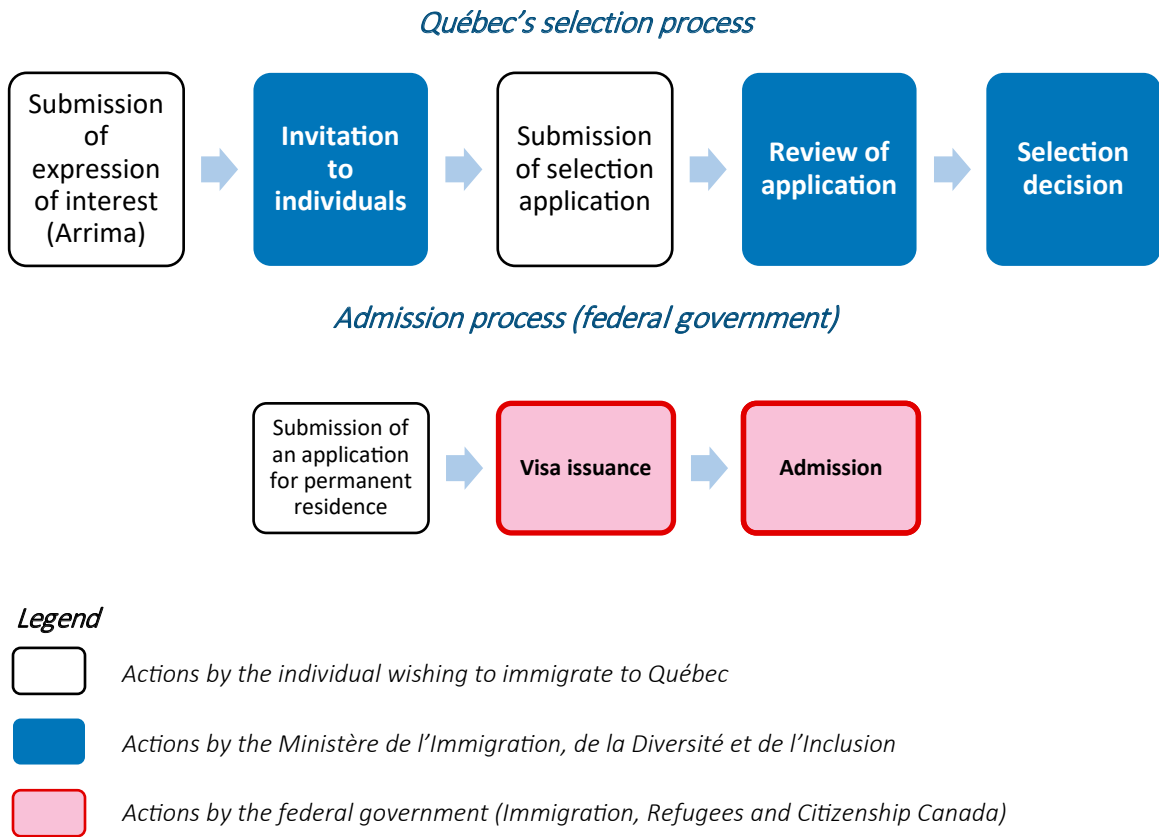 Québec’s selection process
Submission
of
expression
of interest
(Arrima)
Invitation
to
individuals
Submission
of selection
application
Review of
application
Selection
decision
Admission process (federal government)
Submission of
an application
for permanent
residence
Visa issuance
Admission
Legend
Actions by the individual wishing to immigrate to Québec
Actions by the Ministère de l’Immigration, de la Diversité et de l’Inclusion
Actions by the federal government (Immigration, Refugees and Citizenship Canada)